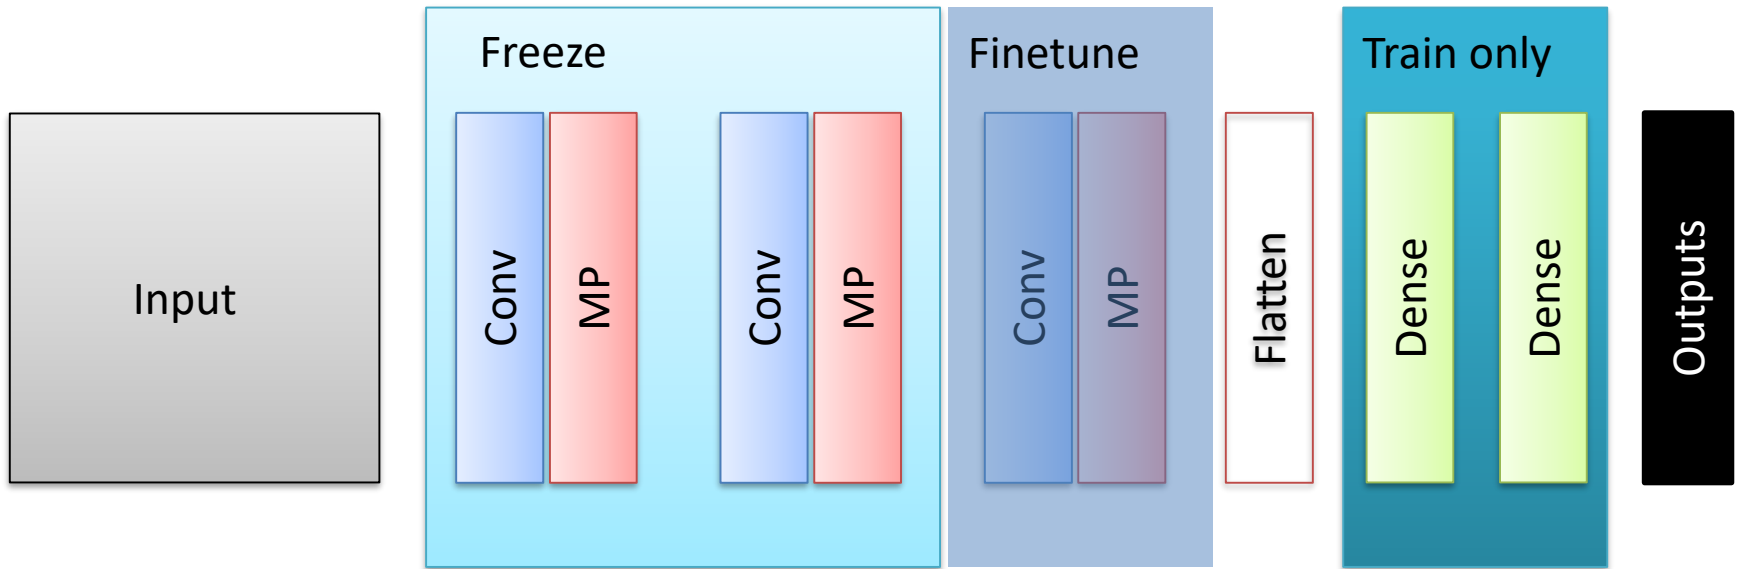 Freeze
Finetune
Train only
Input
Conv
MP
Conv
MP
Conv
MP
Flatten
Dense
Dense
Outputs